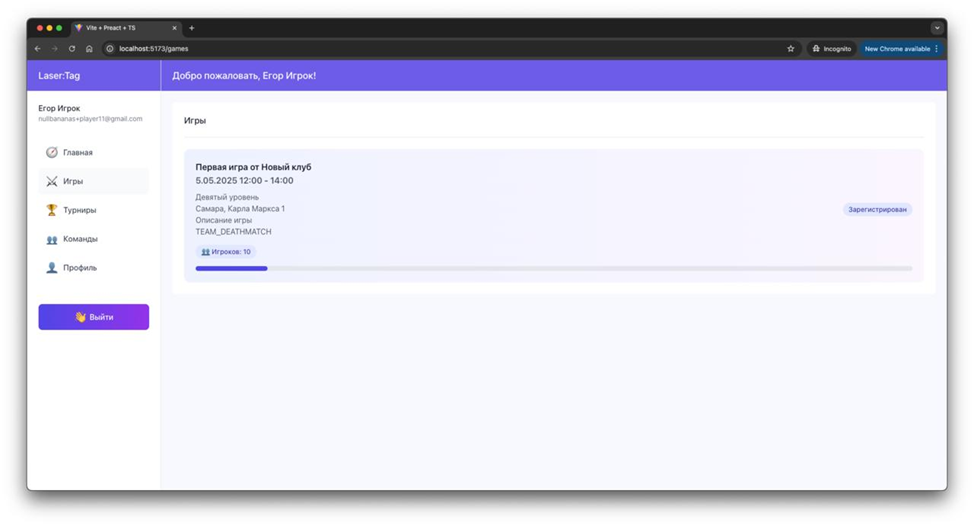 Vite + Preact + TS
localhost:5173/games
Incognito
New Chrome available
Laser:Tag
Добро пожаловать, Егор Игрок!
Егор Игрок
nullbananas+player11@gmail.com
Главная
Игры
Турниры
Команды
Профиль
Выйти
Игры
Первая игра от Новый клуб
5.05.2025 12:00 - 14:00
Девятый уровень
Самара, Карла Маркса 1
Описание игры
TEAM_DEATHMATCH
Зарегистрирован
Игроков: 10